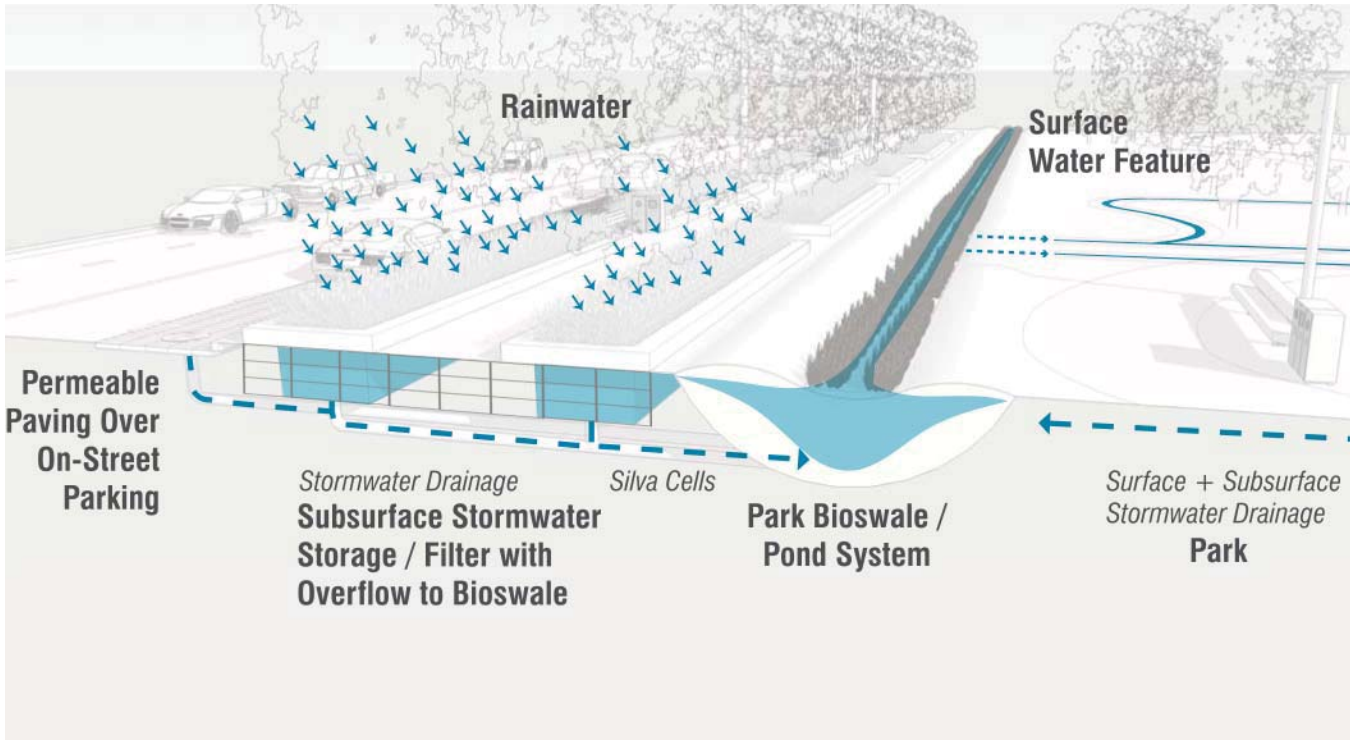 Rainwater
Surface
Water Feature
Permeable
Paving Over
On-Street
Parking
Stormwater Drainage
Subsurface Stormwater
Storage / Filter with
Overflow to Bioswale
Silva Cells
Park Bioswale /
Pond System
Surface + Subsurface
Stormwater Drainage
Park